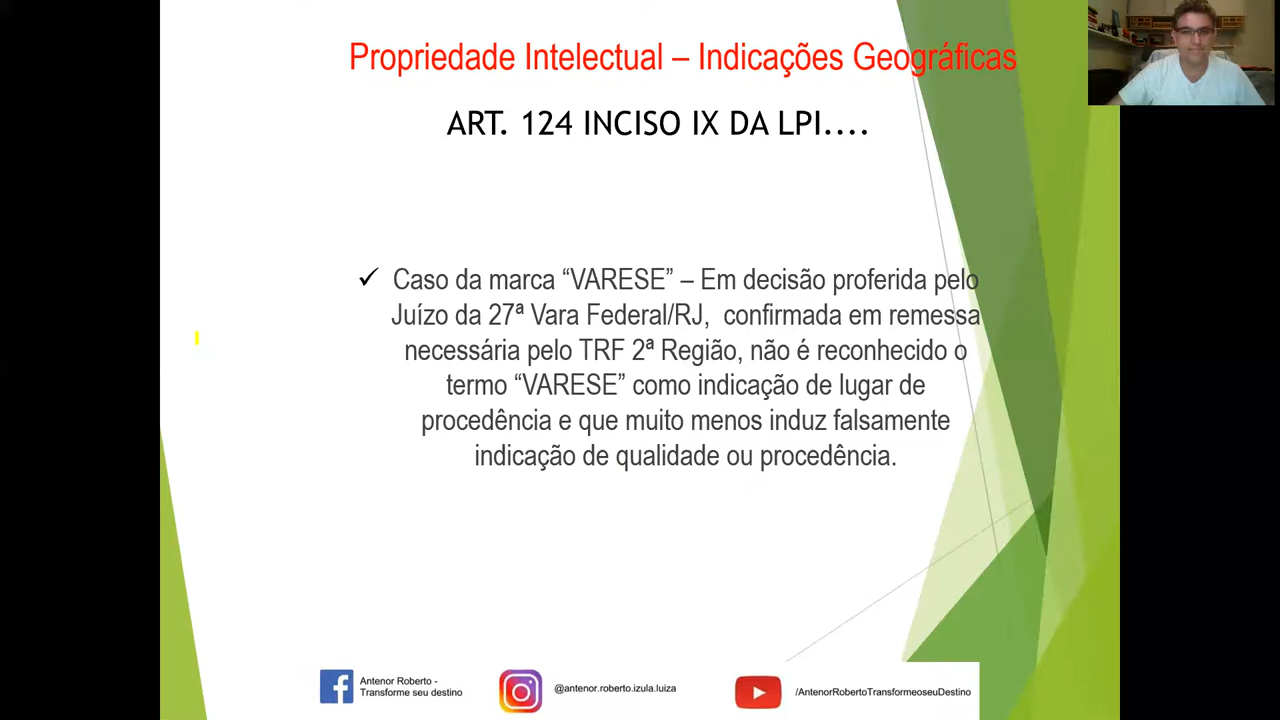 Propriedade Intelectual – Indicações Geográficas
ART. 124 INCISO IX DA LPI....
✓ Caso da marca “VARESE” – Em decisão proferida pelo
Juízo da 27ª Vara Federal/RJ, confirmada em remessa
necessária pelo TRF 2ª Região, não é reconhecido o
termo “VARESE” como indicação de lugar de
procedência e que muito menos induz falsamente
indicação de qualidade ou procedência.
Antenor Roberto -
Transforme seu destino
@antenor.roberto.izula.luiza
/AntenorRobertoTransformeoseuDestino